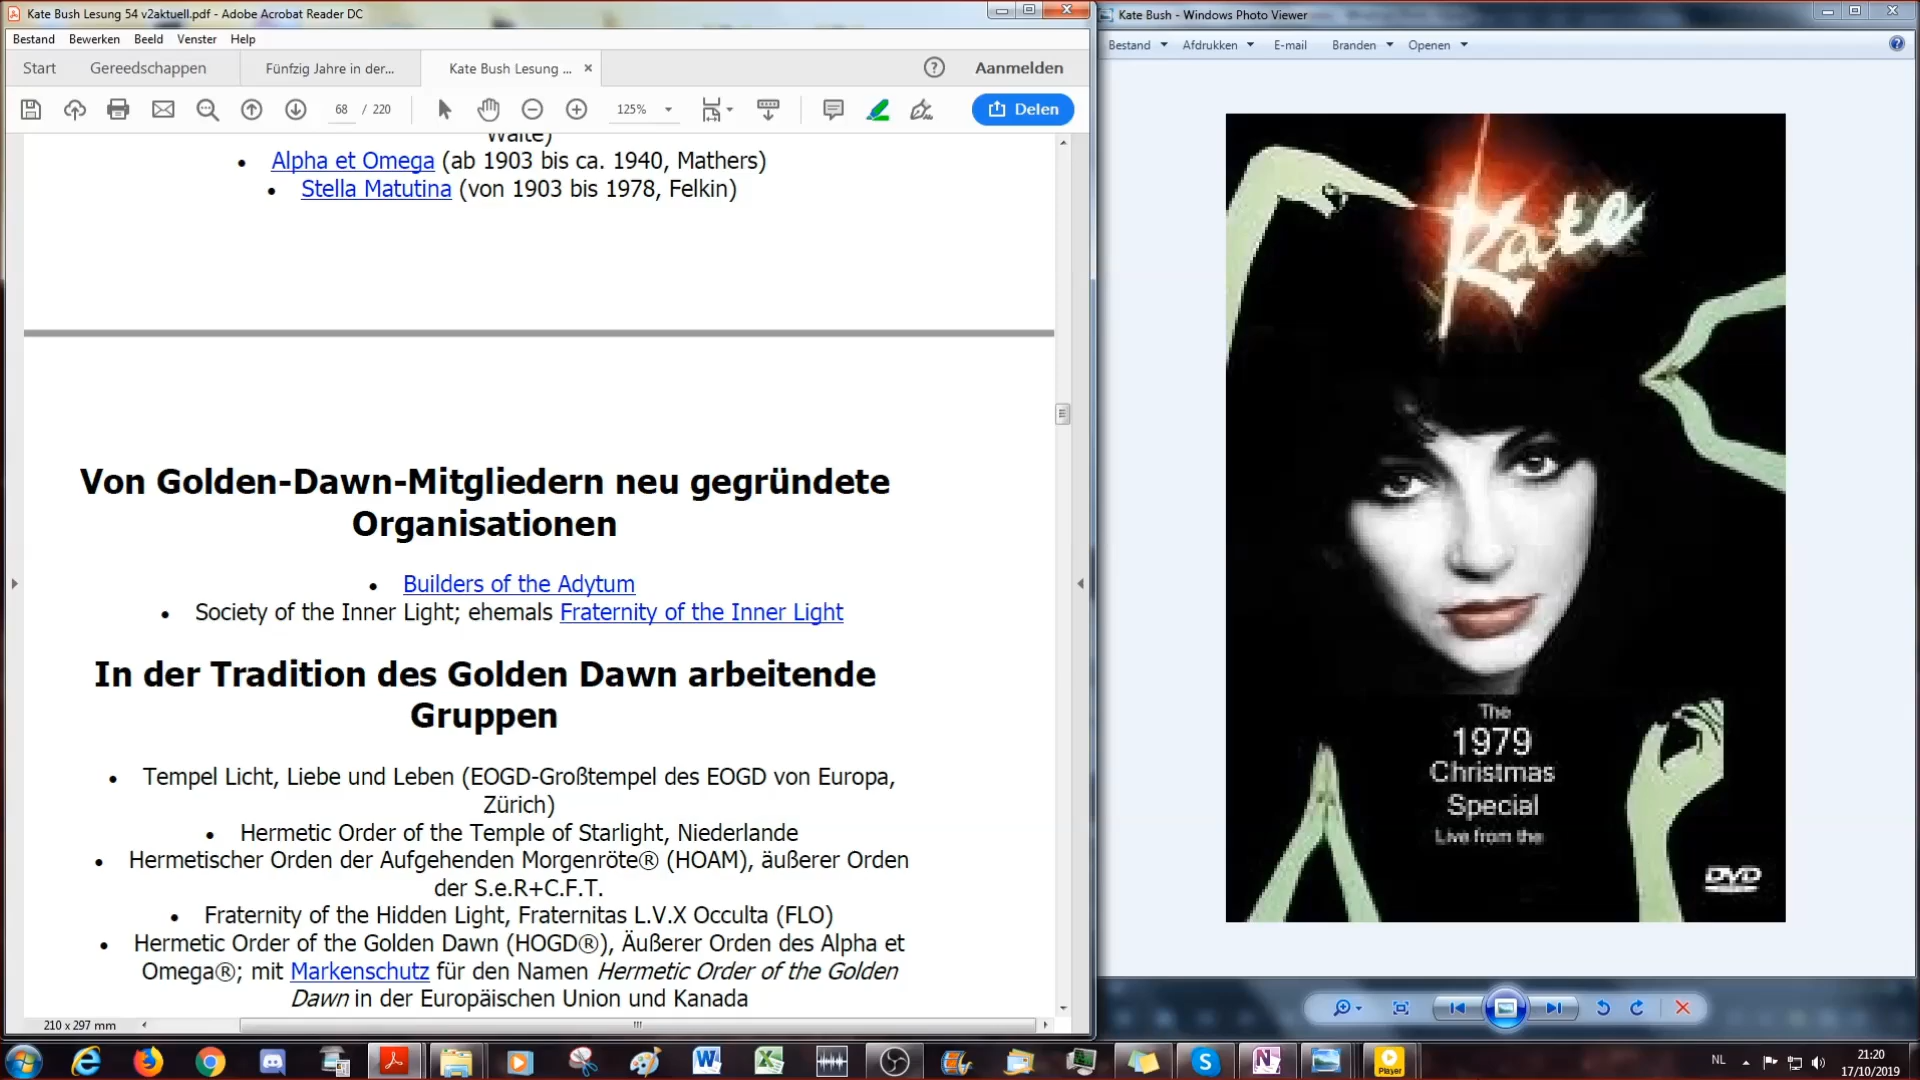 Kate Bush Lesung 54 v2aktuell.pdf - Adobe Acrobat Reader DC
Bestand Bewerken Beeld Venster Help
Start Gereedschappen Fünfzig Jahre in der... Kate Bush Lesung ... Aanmelden
68 / 220 125% Delen
Waite)
• Alpha et Omega (ab 1903 bis ca. 1940, Mathers)
• Stella Matutina (von 1903 bis 1978, Felkin)
Von Golden-Dawn-Mitgliedern neu gegründete
Organisationen
• Builders of the Adytum
• Society of the Inner Light; ehemals Fraternity of the Inner Light
In der Tradition des Golden Dawn arbeitende
Gruppen
• Tempel Licht, Liebe und Leben (EOGD-Großtempel des EOGD von Europa,
Zürich)
• Hermetic Order of the Temple of Starlight, Niederlande
• Hermetischer Orden der Aufgehenden Morgenröte® (HOAM), äußerer Orden
der S.e.R+C.F.T.
• Fraternity of the Hidden Light, Fraternitas L.V.X Occulta (FLO)
• Hermetic Order of the Golden Dawn (HOGD®), Äußerer Orden des Alpha et
Omega®; mit Markenschutz für den Namen Hermetic Order of the Golden
Dawn in der Europäischen Union und Kanada
210 x 297 mm
Kate Bush - Windows Photo Viewer
Bestand Afdrukken E-mail Branden Openen
Kate
The
1979
Christmas
Special
Live from the
DVD
Player
NL
21:20
17/10/2019